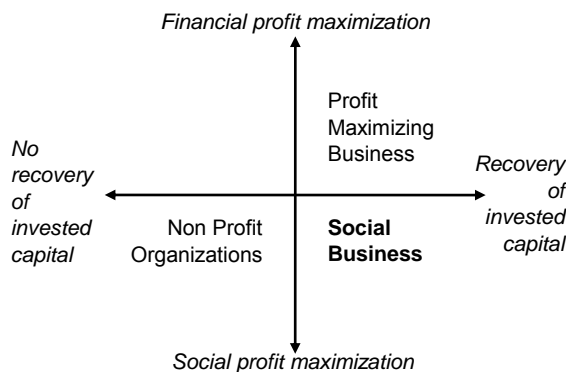 Financial profit maximization
Profit
Maximizing
Business
No
recovery
of
invested
capital
Recovery
of
invested
capital
Non Profit
Organizations
Social
Business
Social profit maximization